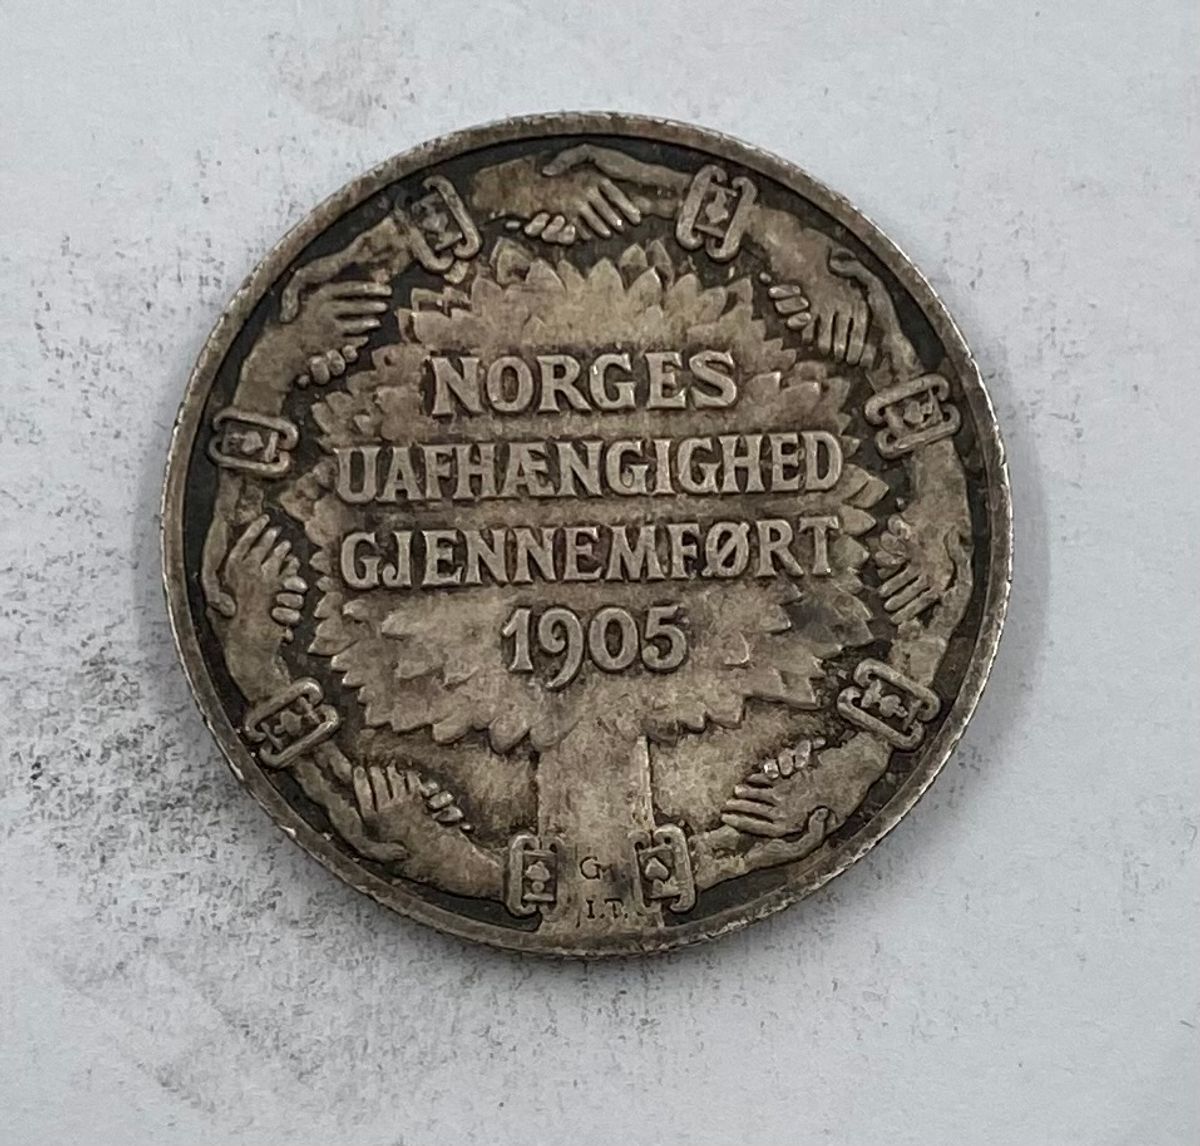 NORGES
UAFHÆNGIGHED
GJENNEMFØRT
1905
G
I.T.